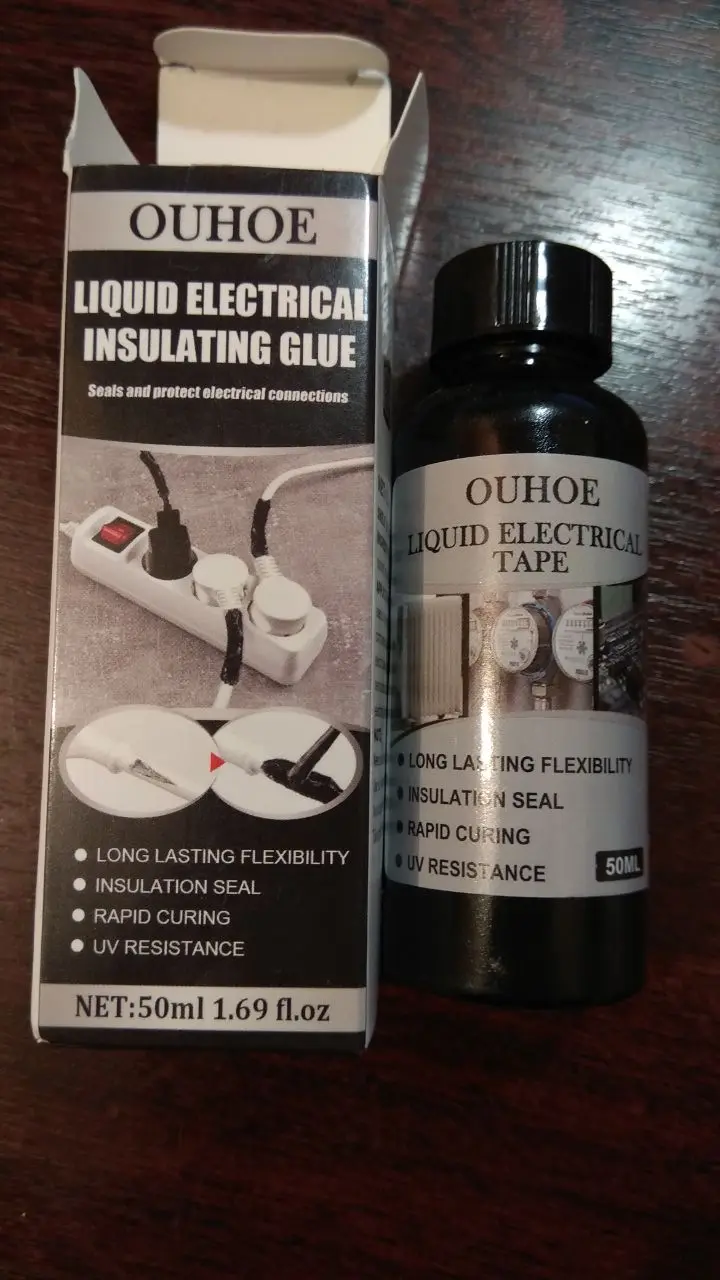 OUHOE
LIQUID ELECTRICAL
INSULATING GLUE
Seals and protect electrical connections
LONG LASTING FLEXIBILITY
INSULATION SEAL
RAPID CURING
UV RESISTANCE
NET:50ml 1.69 fl.oz
OUHOE
LIQUID ELECTRICAL
TAPE
LONG LASTING FLEXIBILITY
INSULATION SEAL
RAPID CURING
UV RESISTANCE
50ML